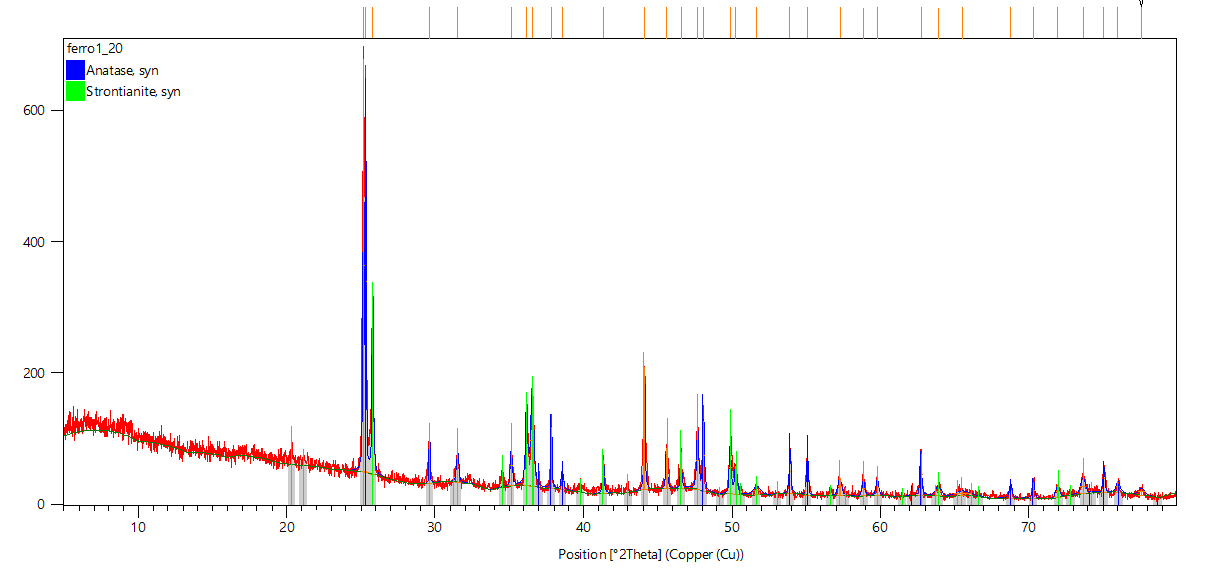 ferro1_20
Anatase, syn
Strontianite, syn
600
400
200
0
10 20 30 40 50 60 70
Position [°2Theta] (Copper (Cu))